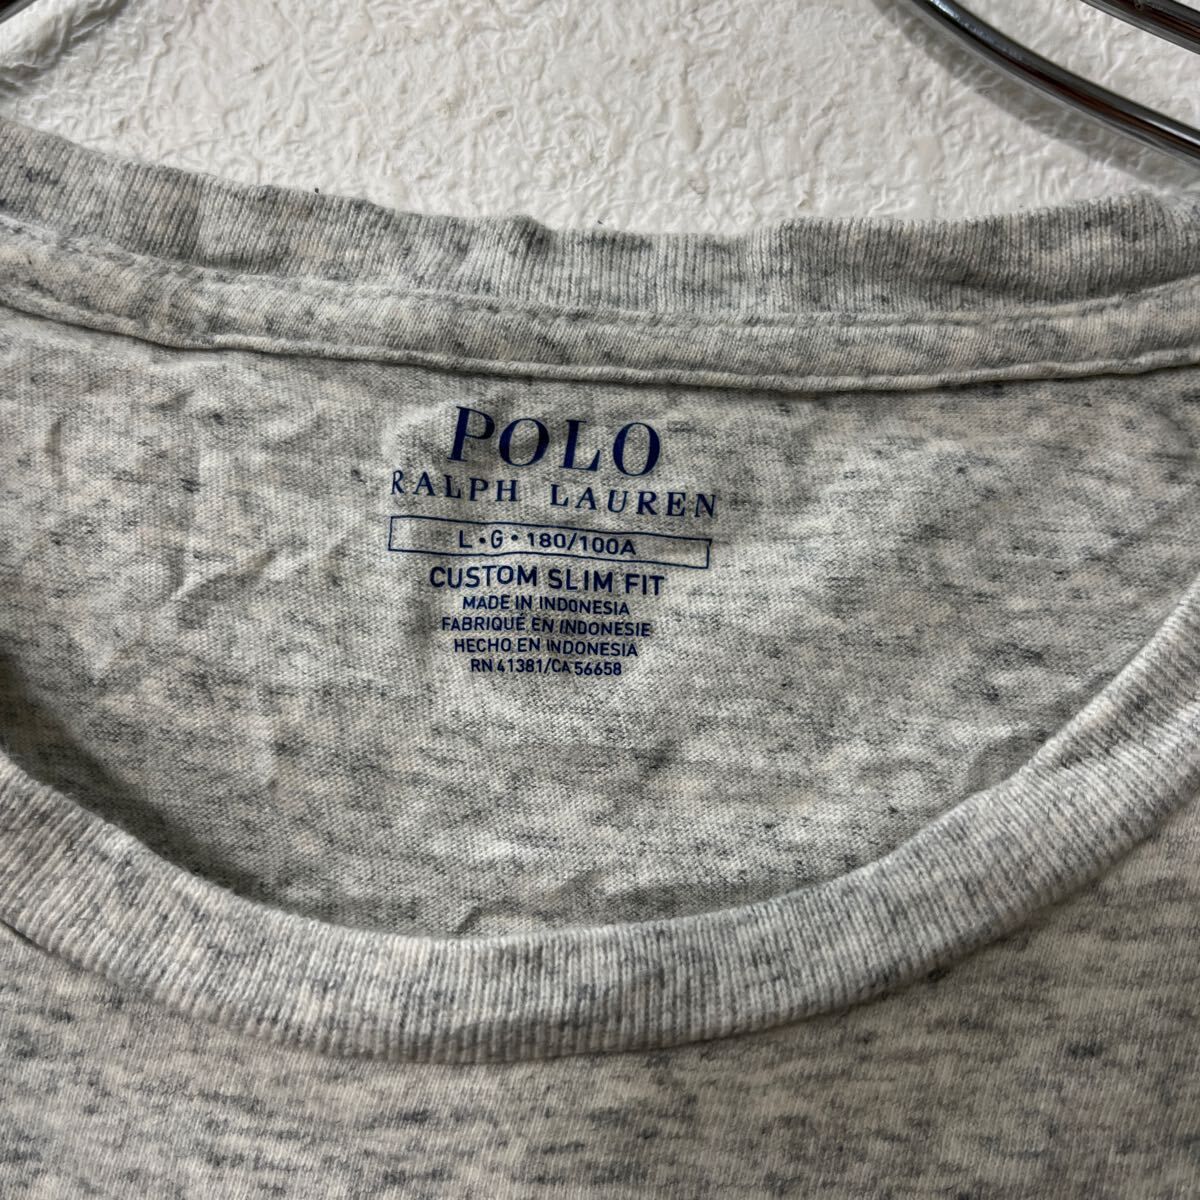 POLO
RALPH LAUREN
L • G • 180/100A
CUSTOM SLIM FIT
MADE IN INDONESIA
FABRIQUÉ EN INDONESIE
HECHO EN INDONESIA
RN 41381/CA 56658